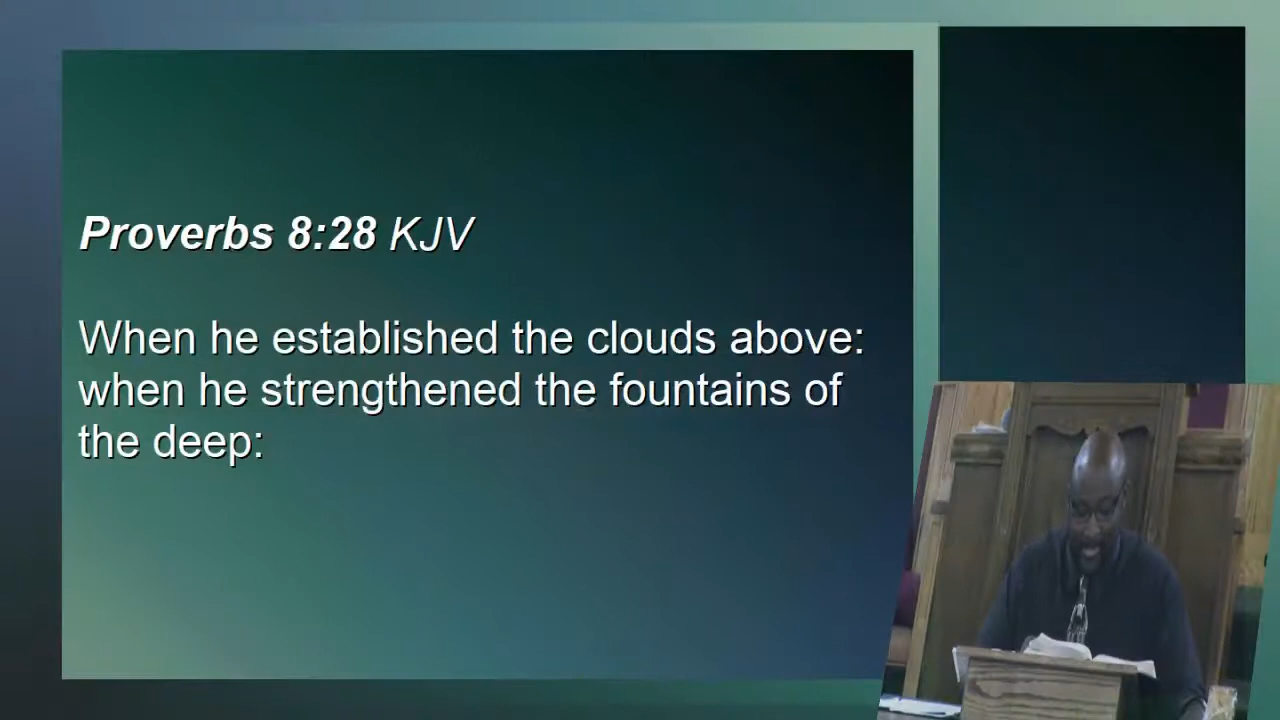 Proverbs 8:28 KJV
When he established the clouds above:
when he strengthened the fountains of
the deep: